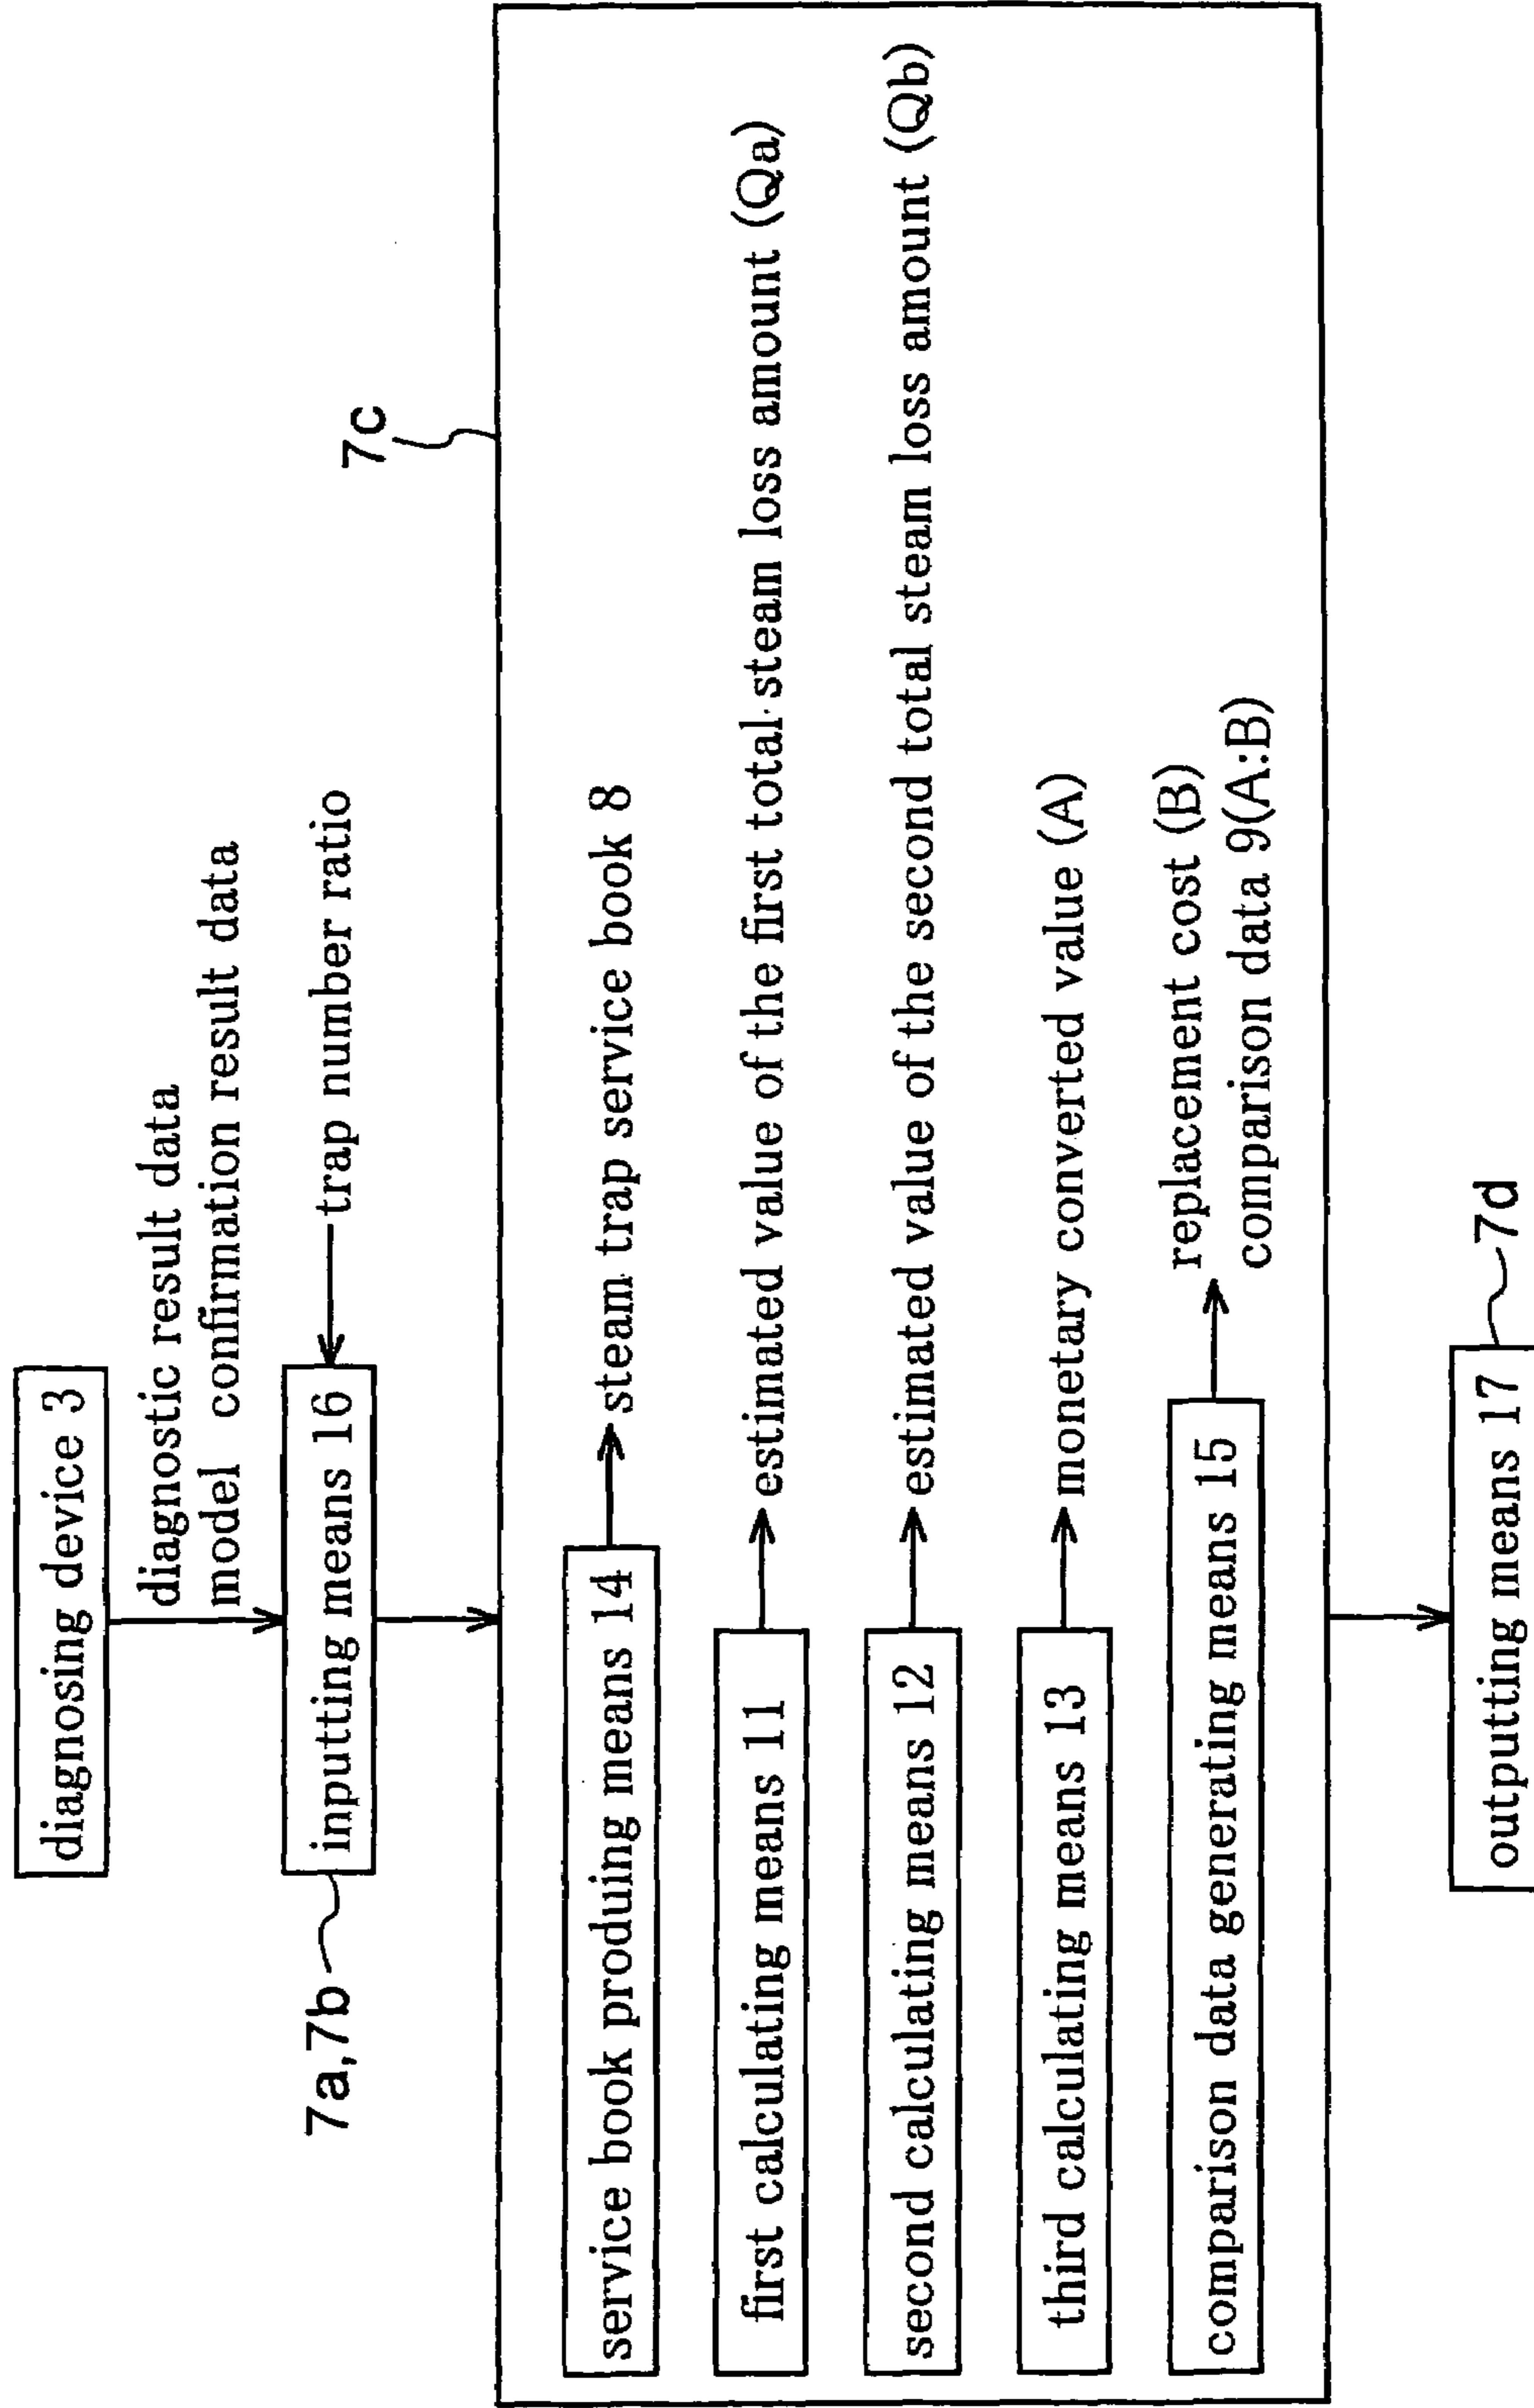 diagnosing device 3
diagnostic result data
model confirmation result data
inputting means 16
trap number ratio
7a,7b
7c
service book produing means 14
steam trap service book 8
first calculating means 11
estimated value of the first total steam loss amount (Qa)
second calculating means 12
estimated value of the second total steam loss amount (Qb)
third calculating means 13
monetary converted value (A)
comparison data generating means 15
replacement cost (B)
comparison data 9(A:B)
outputing means 17
7d